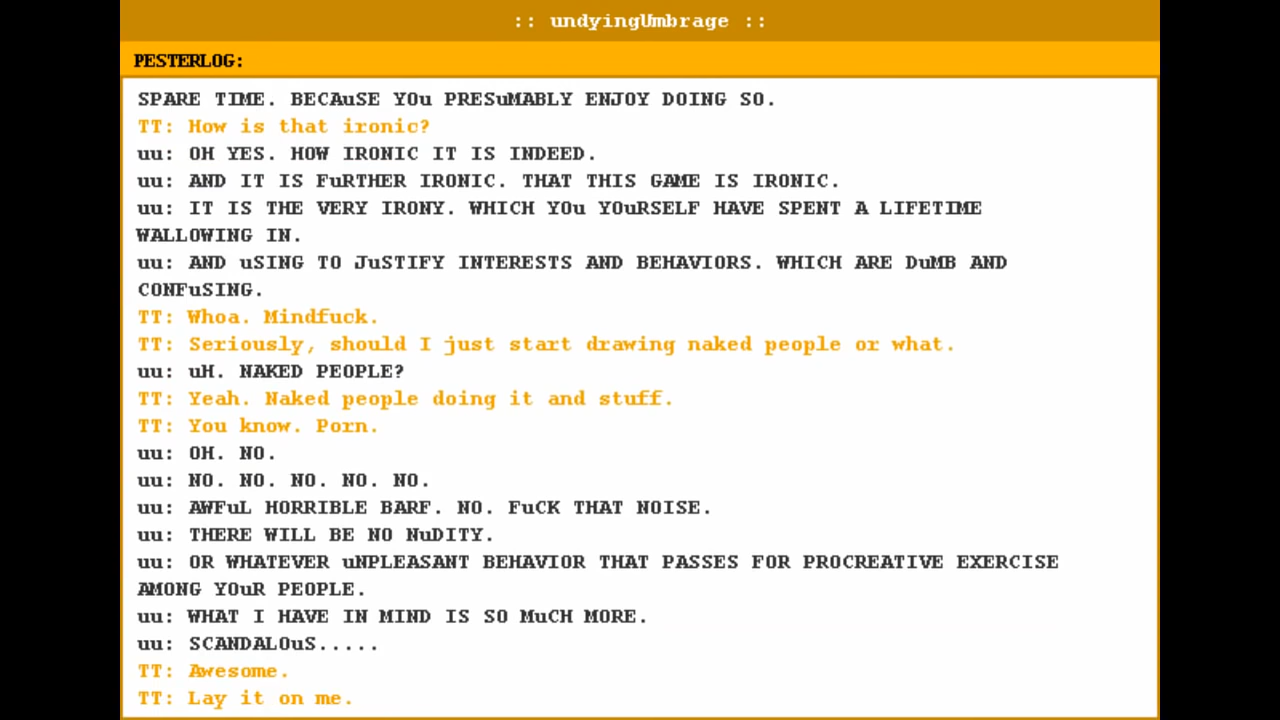 :: undyingUmbrage ::
PESTERLOG:
SPARE TIME. BECAuSE YOu PRESuMABLY ENJOY DOING SO.
TT: How is that ironic?
uu: OH YES. HOW IRONIC IT IS INDEED.
uu: AND IT IS FuRTHER IRONIC. THAT THIS GAME IS IRONIC.
uu: IT IS THE VERY IRONY. WHICH YOu YOuRSELF HAVE SPENT A LIFETIME
WALLOWING IN.
uu: AND uSING TO JuSTIFY INTERESTS AND BEHAVIORS. WHICH ARE DuMB AND
CONFuSING.
TT: Whoa. Mindfuck.
TT: Seriously, should I just start drawing naked people or what.
uu: uH. NAKED PEOPLE?
TT: Yeah. Naked people doing it and stuff.
TT: You know. Porn.
uu: OH. NO.
uu: NO. NO. NO. NO. NO.
uu: AWFuL HORRIBLE BARF. NO. FuCK THAT NOISE.
uu: THERE WILL BE NO NuDITY.
uu: OR WHATEVER uNPLEASANT BEHAVIOR THAT PASSES FOR PROCREATIVE EXERCISE
AMONG YOuR PEOPLE.
uu: WHAT I HAVE IN MIND IS SO MuCH MORE.
uu: SCANDALOuS.....
TT: Awesome.
TT: Lay it on me.